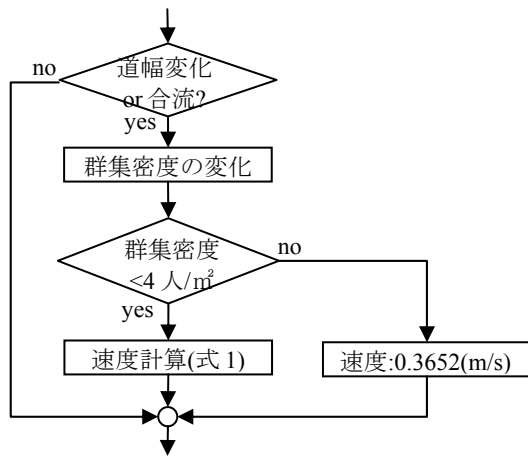 no
道幅変化
or 合流?
yes
群集密度の変化
群集密度
<4 人/㎡
no
yes
速度計算(式 1)
速度:0.3652(m/s)